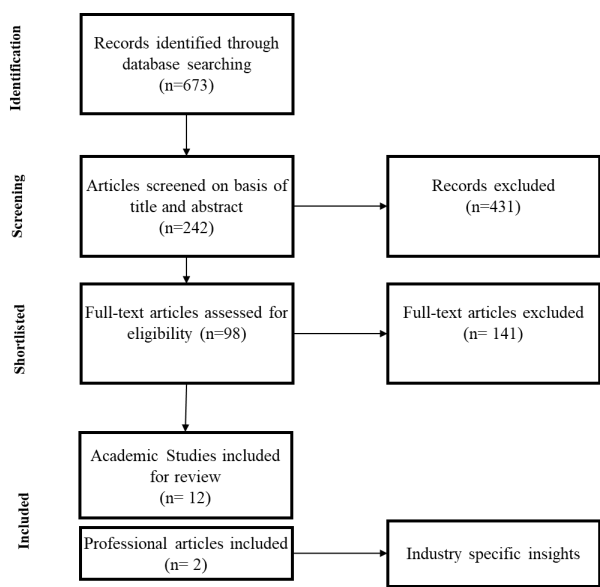 Identification
Records identified through
database searching
(n=673)
Screening
Articles screened on basis of
title and abstract
(n=242)
Records excluded
(n=431)
Shortlisted
Full-text articles assessed for
eligibility (n=98)
Full-text articles excluded
(n= 141)
Included
Academic Studies included
for review
(n= 12)
Professional articles included
(n= 2)
Industry specific insights